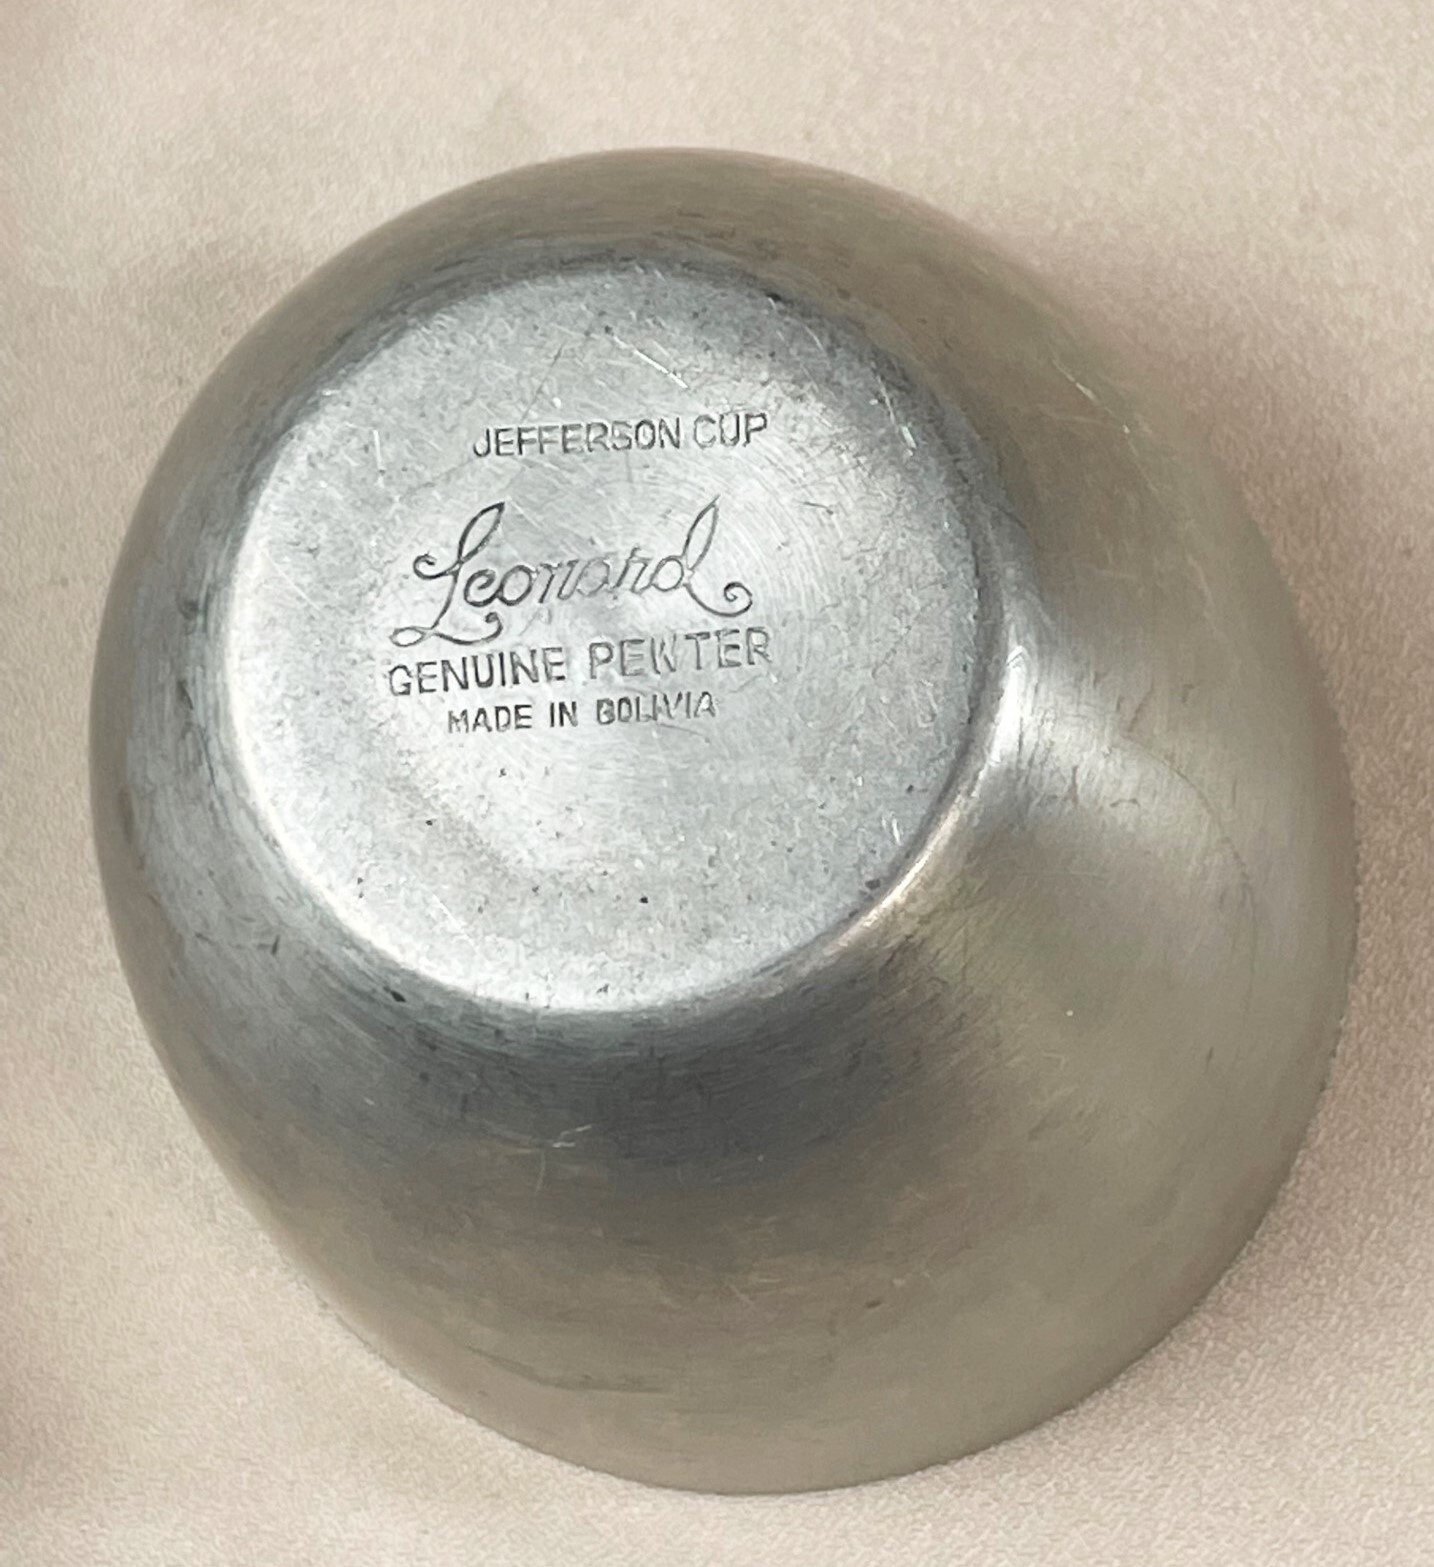 JEFFERSON CUP
Leonard
GENUINE PEWTER
MADE IN BOLIVIA